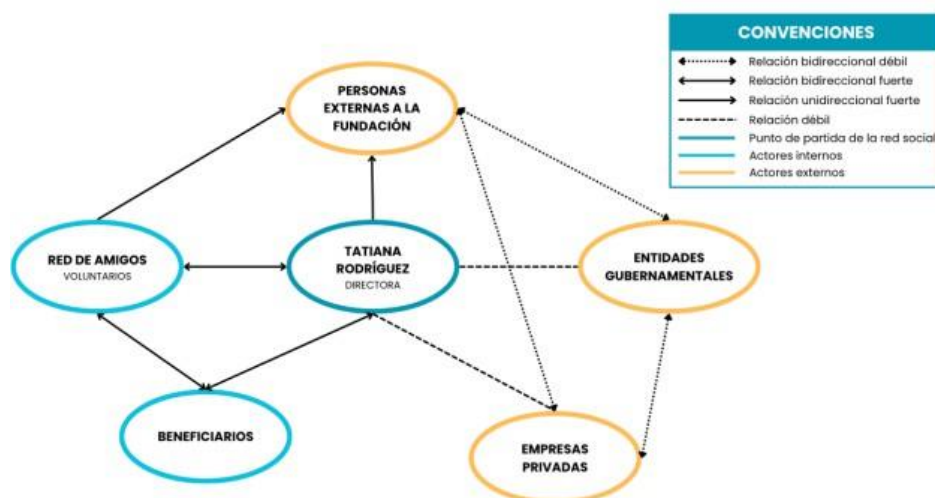 CONVENCIONES
Relación bidireccional débil
Relación bidireccional fuerte
Relación unidireccional fuerte
Relación débil
Punto de partida de la red social
Actores internos
Actores externos
PERSONAS
EXTERNAS A LA
FUNDACIÓN
RED DE AMIGOS
VOLUNTARIOS
TATIANA
RODRÍGUEZ
DIRECTORA
ENTIDADES
GUBERNAMENTALES
BENEFICIARIOS
EMPRESAS
PRIVADAS